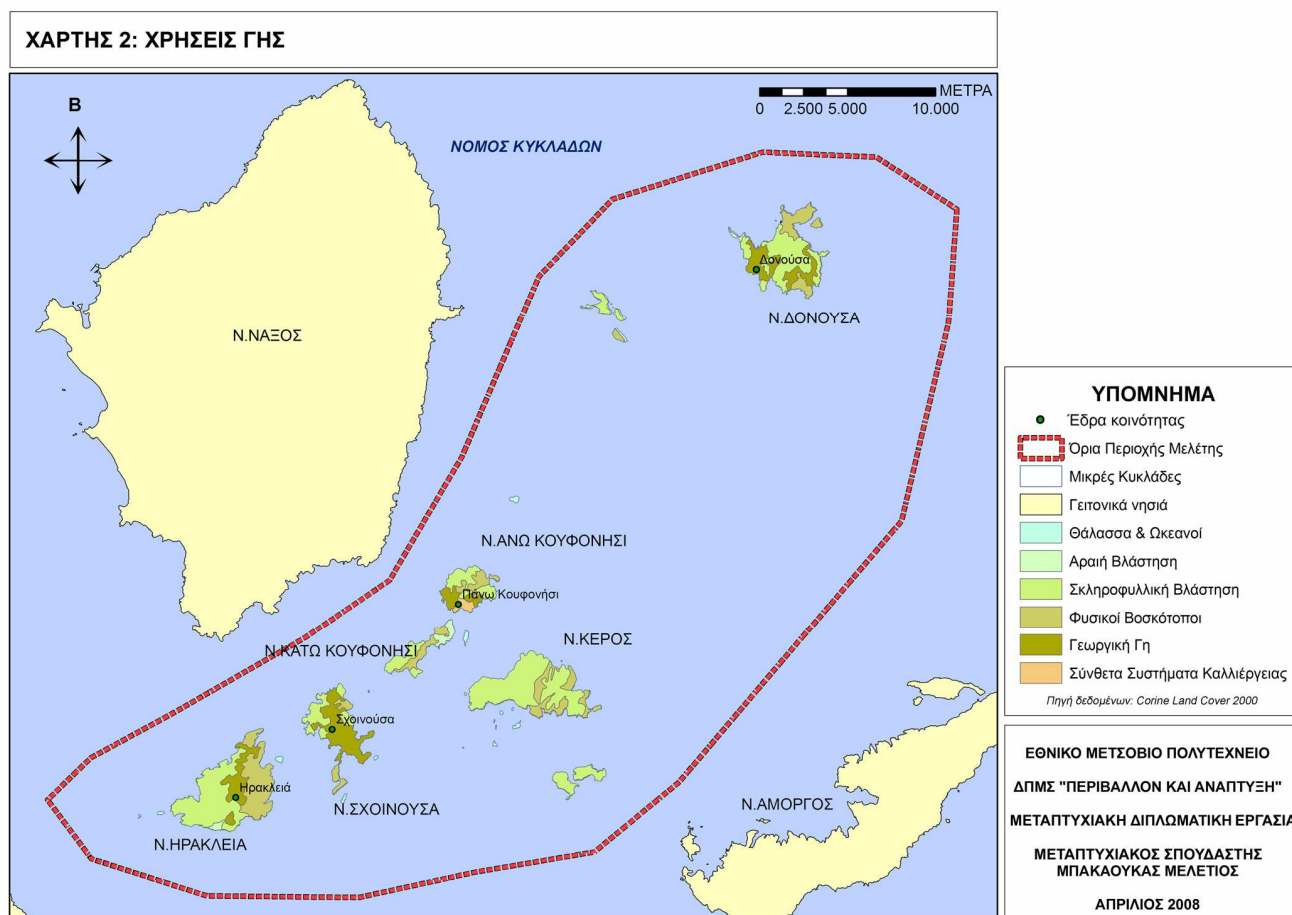 ΧΑΡΤΗΣ 2: ΧΡΗΣΕΙΣ ΓΗΣ
Β
ΜΕΤΡΑ
0 2.500 5.000 10.000
ΝΟΜΟΣ ΚΥΚΛΑΔΩΝ
Δονούσα
Ν.ΔΟΝΟΥΣΑ
Ν.ΝΑΞΟΣ
Ν.ΑΝΩ ΚΟΥΦΟΝΗΣΙ
Πάνω Κουφονήσι
Ν.ΚΕΡΟΣ
Ν.ΚΑΤΩ ΚΟΥΦΟΝΗΣΙ
Σχοινούσα
Ηρακλειά
Ν.ΣΧΟΙΝΟΥΣΑ
Ν.ΑΜΟΡΓΟΣ
Ν.ΗΡΑΚΛΕΙΑ
ΥΠΟΜΝΗΜΑ
Έδρα κοινότητας
Όρια Περιοχής Μελέτης
Μικρές Κυκλάδες
Γειτονικά νησιά
Θάλασσα & Ωκεανοί
Αραιή Βλάστηση
Σκληροφυλλική Βλάστηση
Φυσικοί Βοσκότοποι
Γεωργική Γη
Σύνθετα Συστήματα Καλλιέργειας
Πηγή δεδομένων: Corine Land Cover 2000
ΕΘΝΙΚΟ ΜΕΤΣΟΒΙΟ ΠΟΛΥΤΕΧΝΕΙΟ
ΔΠΜΣ "ΠΕΡΙΒΑΛΛΟΝ ΚΑΙ ΑΝΑΠΤΥΞΗ"
ΜΕΤΑΠΤΥΧΙΑΚΗ ΔΙΠΛΩΜΑΤΙΚΗ ΕΡΓΑΣΙΑ
ΜΕΤΑΠΤΥΧΙΑΚΟΣ ΣΠΟΥΔΑΣΤΗΣ
ΜΠΑΚΑΟΥΚΑΣ ΜΕΛΕΤΙΟΣ
ΑΠΡΙΛΙΟΣ 2008